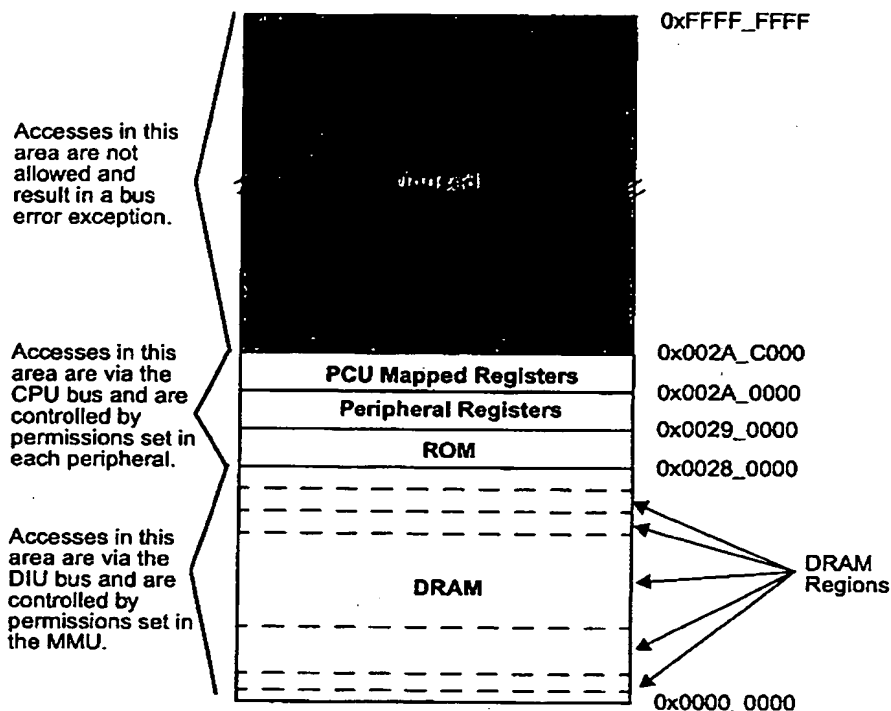 0xFFFF_FFFF
Accesses in this
area are not
allowed and
result in a bus
error exception.
0x002A_C000
Accesses in this
area are via the
CPU bus and are
controlled by
permissions set in
each peripheral.
PCU Mapped Registers
0x002A_0000
Peripheral Registers
0x0029_0000
ROM
0x0028_0000
Accesses in this
area are via the
DIU bus and are
controlled by
permissions set in
the MMU.
DRAM
DRAM
Regions
0x0000_0000